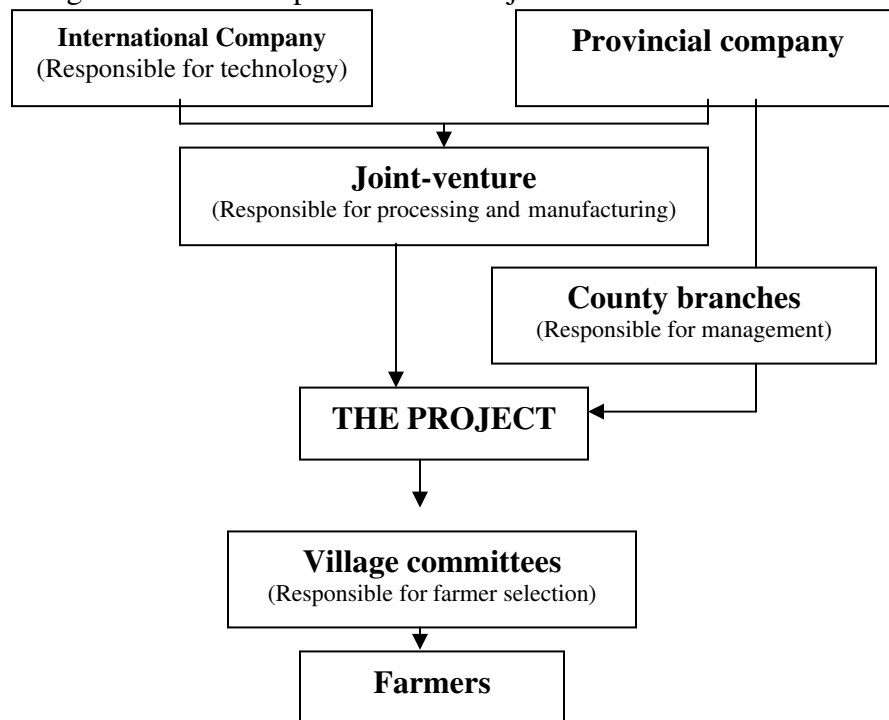 International Company
(Responsible for technology)
Provincial company
Joint-venture
(Responsible for processing and manufacturing)
County branches
(Responsible for management)
THE PROJECT
Village committees
(Responsible for farmer selection)
Farmers